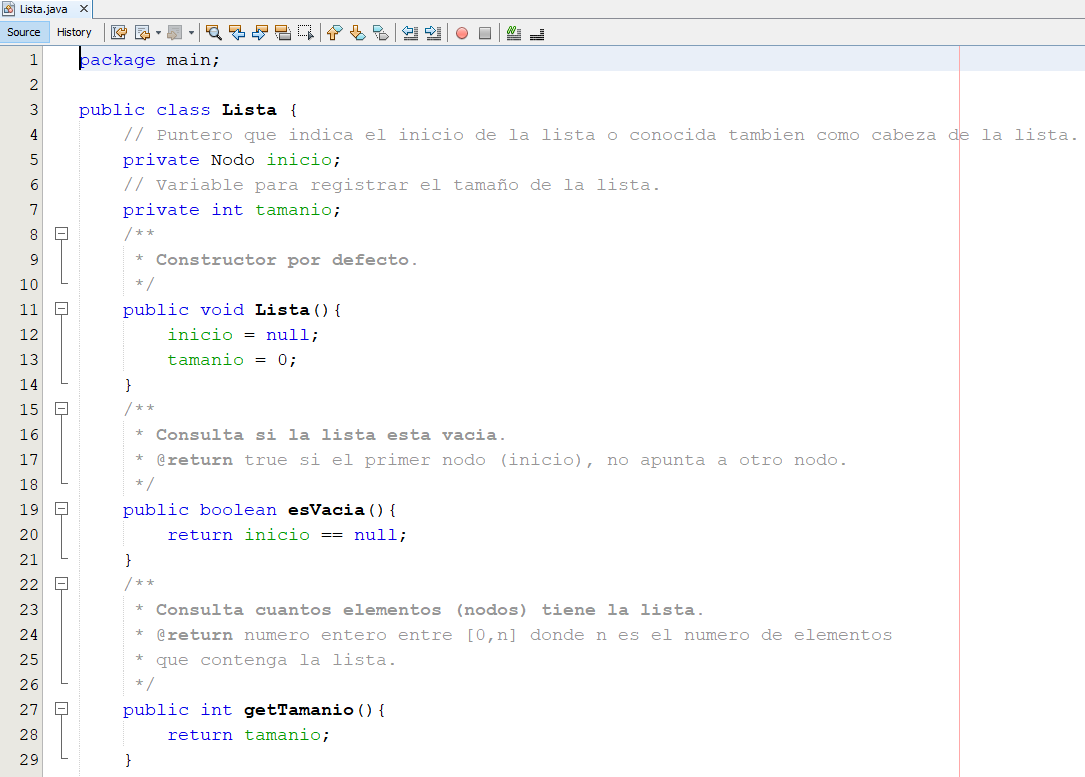 Lista.java
Source History
1 package main;
2
3 public class Lista {
4 // Puntero que indica el inicio de la lista o conocida tambien como cabeza de la lista.
5 private Nodo inicio;
6 // Variable para registrar el tamaño de la lista.
7 private int tamanio;
8 /**
9 * Constructor por defecto.
10 */
11 public void Lista(){
12 inicio = null;
13 tamanio = 0;
14 }
15 /**
16 * Consulta si la lista esta vacia.
17 * @return true si el primer nodo (inicio), no apunta a otro nodo.
18 */
19 public boolean esVacia(){
20 return inicio == null;
21 }
22 /**
23 * Consulta cuantos elementos (nodos) tiene la lista.
24 * @return numero entero entre [0,n] donde n es el numero de elementos
25 * que contenga la lista.
26 */
27 public int getTamanio(){
28 return tamanio;
29 }